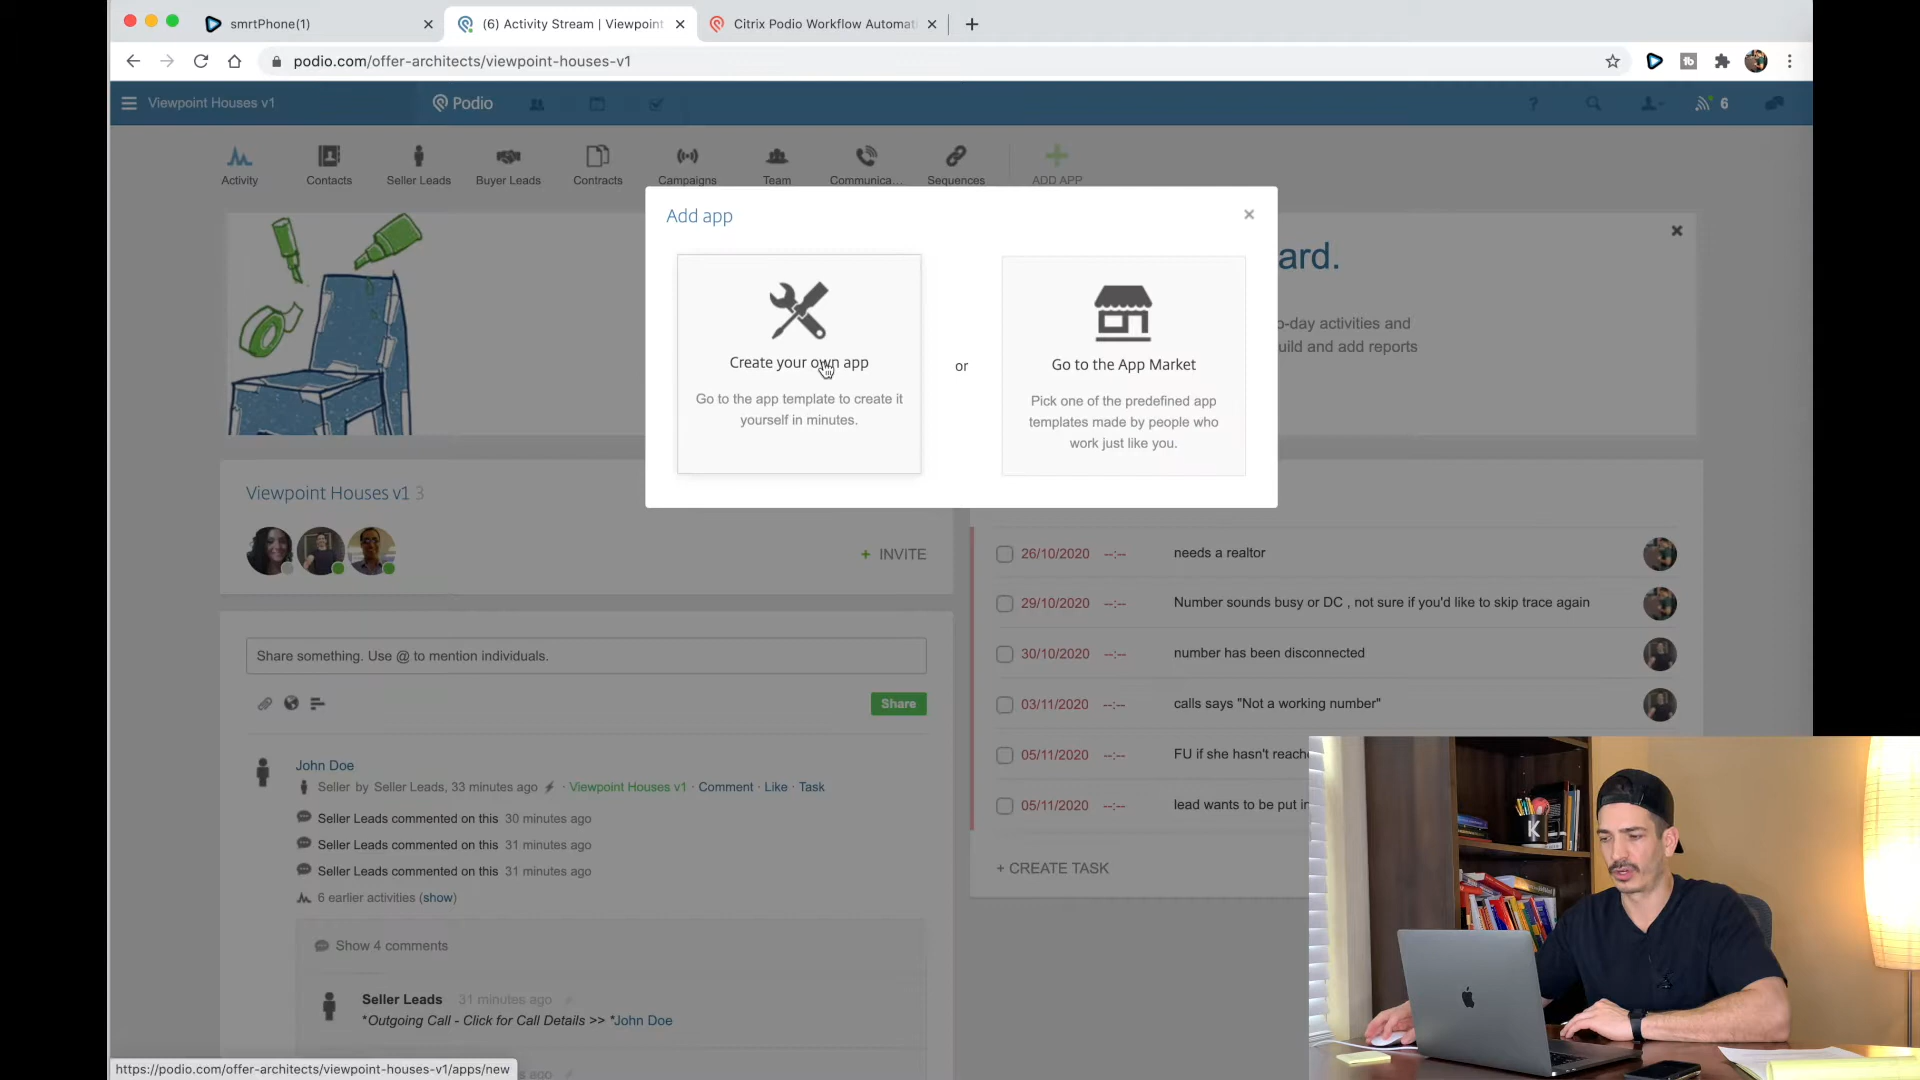 smrtPhone(1)
(6) Activity Stream | Viewpoint
Citrix Podio Workflow Automat
podio.com/offer-architects/viewpoint-houses-v1
Viewpoint Houses v1
Podio
6
Activity
Contacts
Seller Leads
Buyer Leads
Contracts
Campaigns
Team
Communica...
Sequences
ADD APP
Add app
Create your own app
Go to the app template to create it
yourself in minutes.
or
Go to the App Market
Pick one of the predefined app
templates made by people who
work just like you.
ard.
o-day activities and
uild and add reports
Viewpoint Houses v1 3
+ INVITE
Share something. Use @ to mention individuals.
Share
John Doe
Seller by Seller Leads, 33 minutes ago · Viewpoint Houses v1 · Comment · Like · Task
Seller Leads commented on this 30 minutes ago
Seller Leads commented on this 31 minutes ago
Seller Leads commented on this 31 minutes ago
6 earlier activities (show)
Show 4 comments
Seller Leads 31 minutes ago
*Outgoing Call - Click for Call Details >> *John Doe
es ago
26/10/2020 --:-- needs a realtor
29/10/2020 --:-- Number sounds busy or DC , not sure if you'd like to skip trace again
30/10/2020 --:-- number has been disconnected
03/11/2020 --:-- calls says "Not a working number"
05/11/2020 --:-- FU if she hasn't reach
05/11/2020 --:-- lead wants to be put in
+ CREATE TASK
K
https://podio.com/offer-architects/viewpoint-houses-v1/apps/new